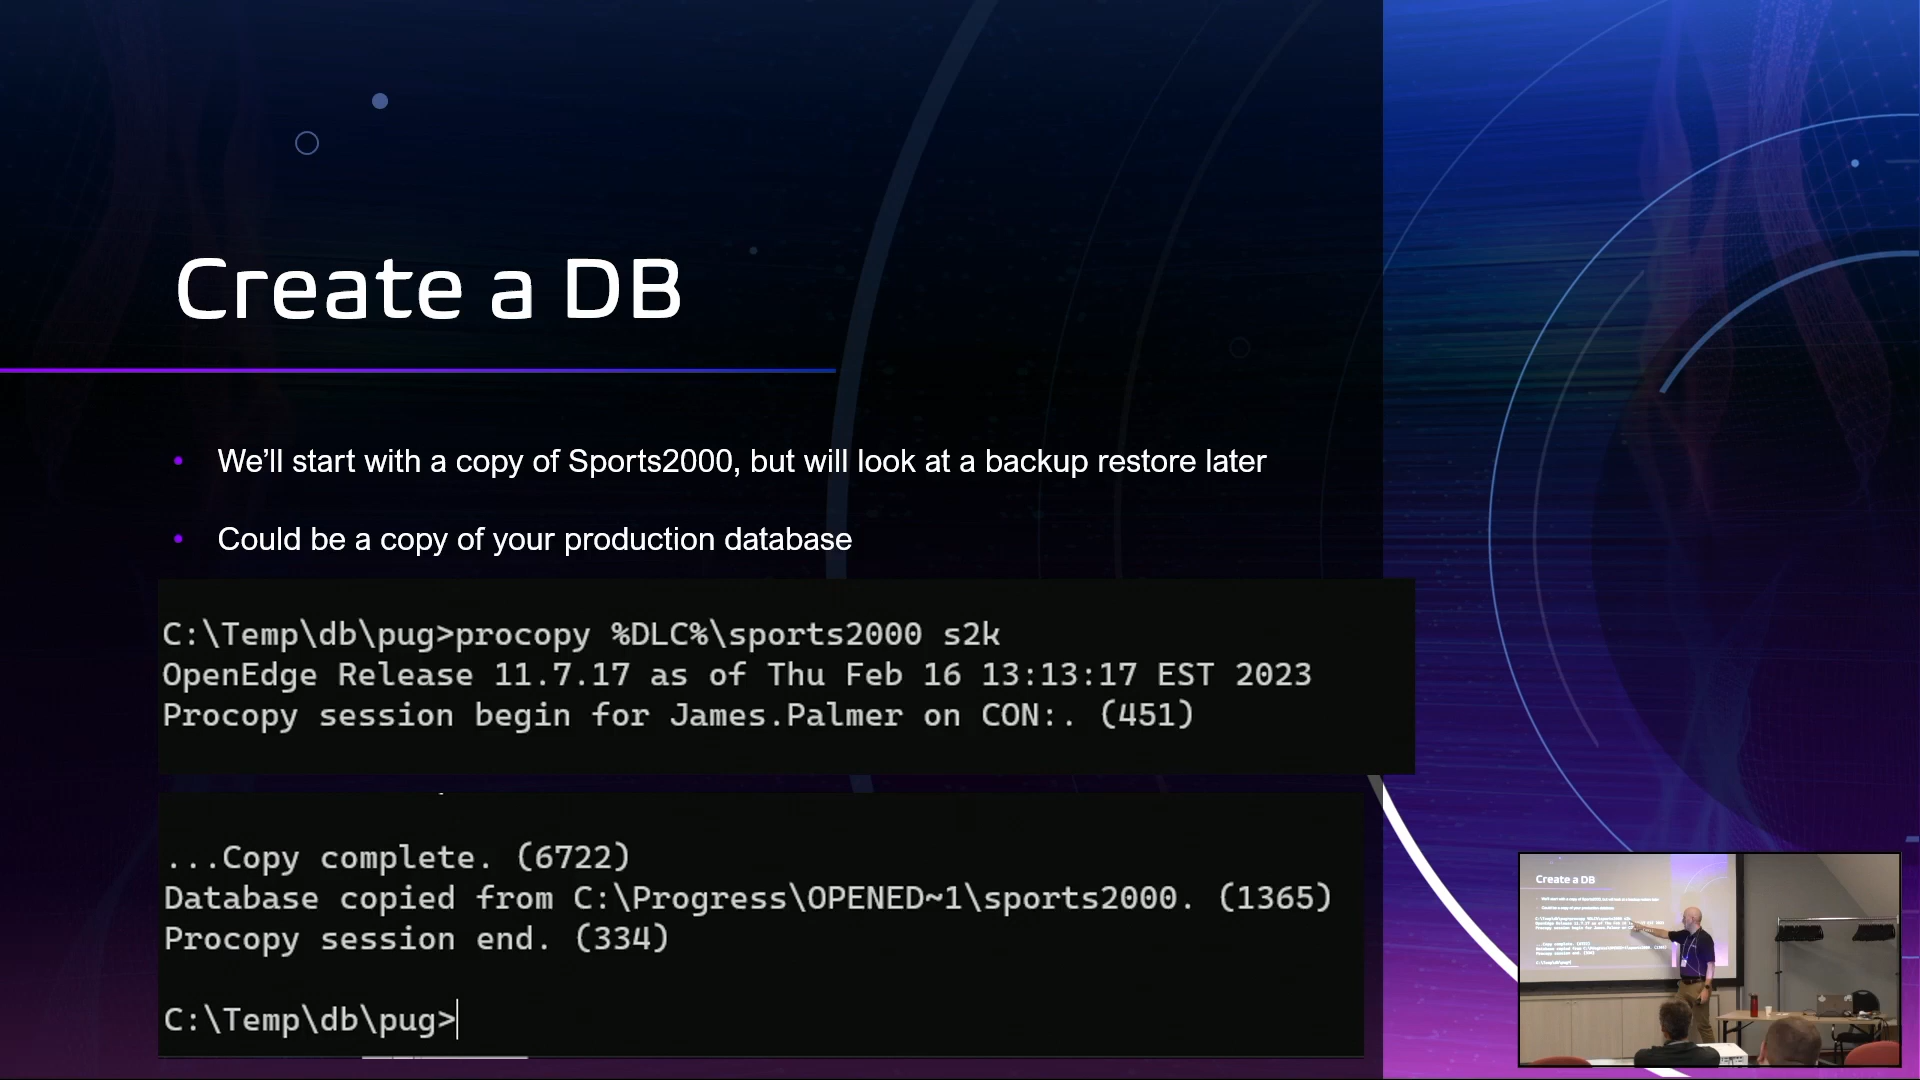 Create a DB
We’ll start with a copy of Sports2000, but will look at a backup restore later
Could be a copy of your production database
C:\Temp\db\pug>procopy %DLC%\sports2000 s2k
OpenEdge Release 11.7.17 as of Thu Feb 16 13:13:17 EST 2023
Procopy session begin for James.Palmer on CON:. (451)
...Copy complete. (6722)
Database copied from C:\Progress\OPENED~1\sports2000. (1365)
Procopy session end. (334)
C:\Temp\db\pug>
Create a DB